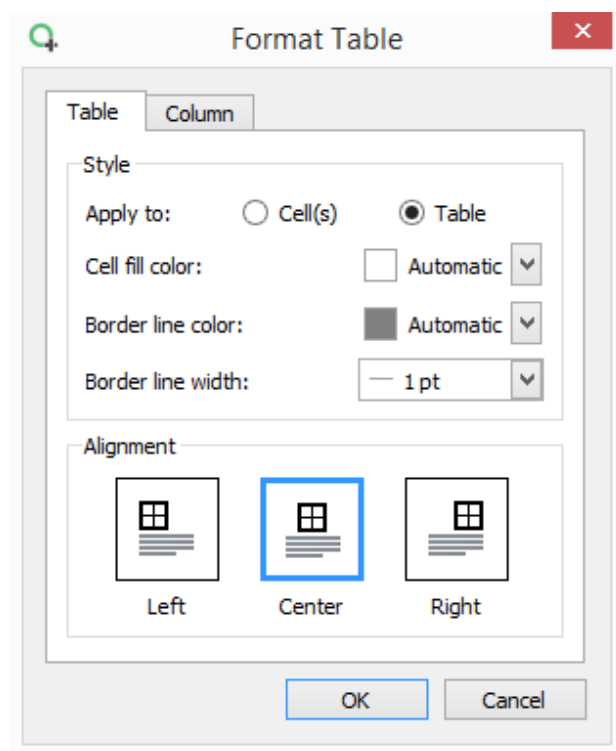 Format Table
Table Column
Style
Apply to: Cell(s) Table
Cell fill color: Automatic
Border line color: Automatic
Border line width: 1 pt
Alignment
Left Center Right
OK Cancel